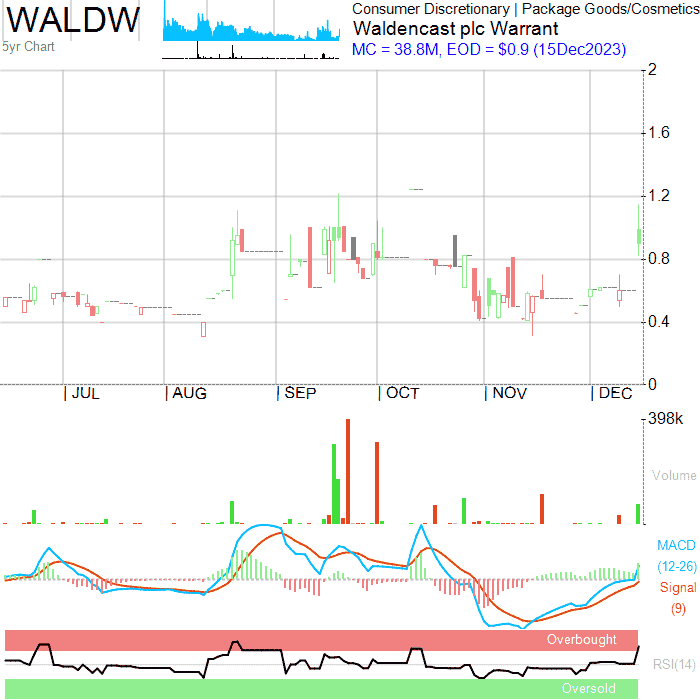 WALDW
5yr Chart
Consumer Discretionary | Package Goods/Cosmetics
Waldencast plc Warrant
MC = 38.8M, EOD = $0.9 (15Dec2023)
2
1.6
1.2
0.8
0.4
0
| JUL | AUG | SEP | OCT | NOV | DEC
398k
Volume
MACD
(12-26)
Signal
(9)
Overbought
RSI(14)
Oversold